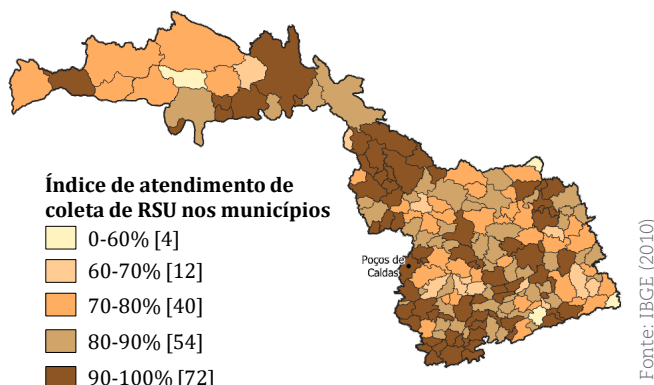 Índice de atendimento de
coleta de RSU nos municípios
0-60% [4]
60-70% [12]
70-80% [40]
80-90% [54]
90-100% [72]
Poços de
Caldas
Fonte: IBGE (2010)